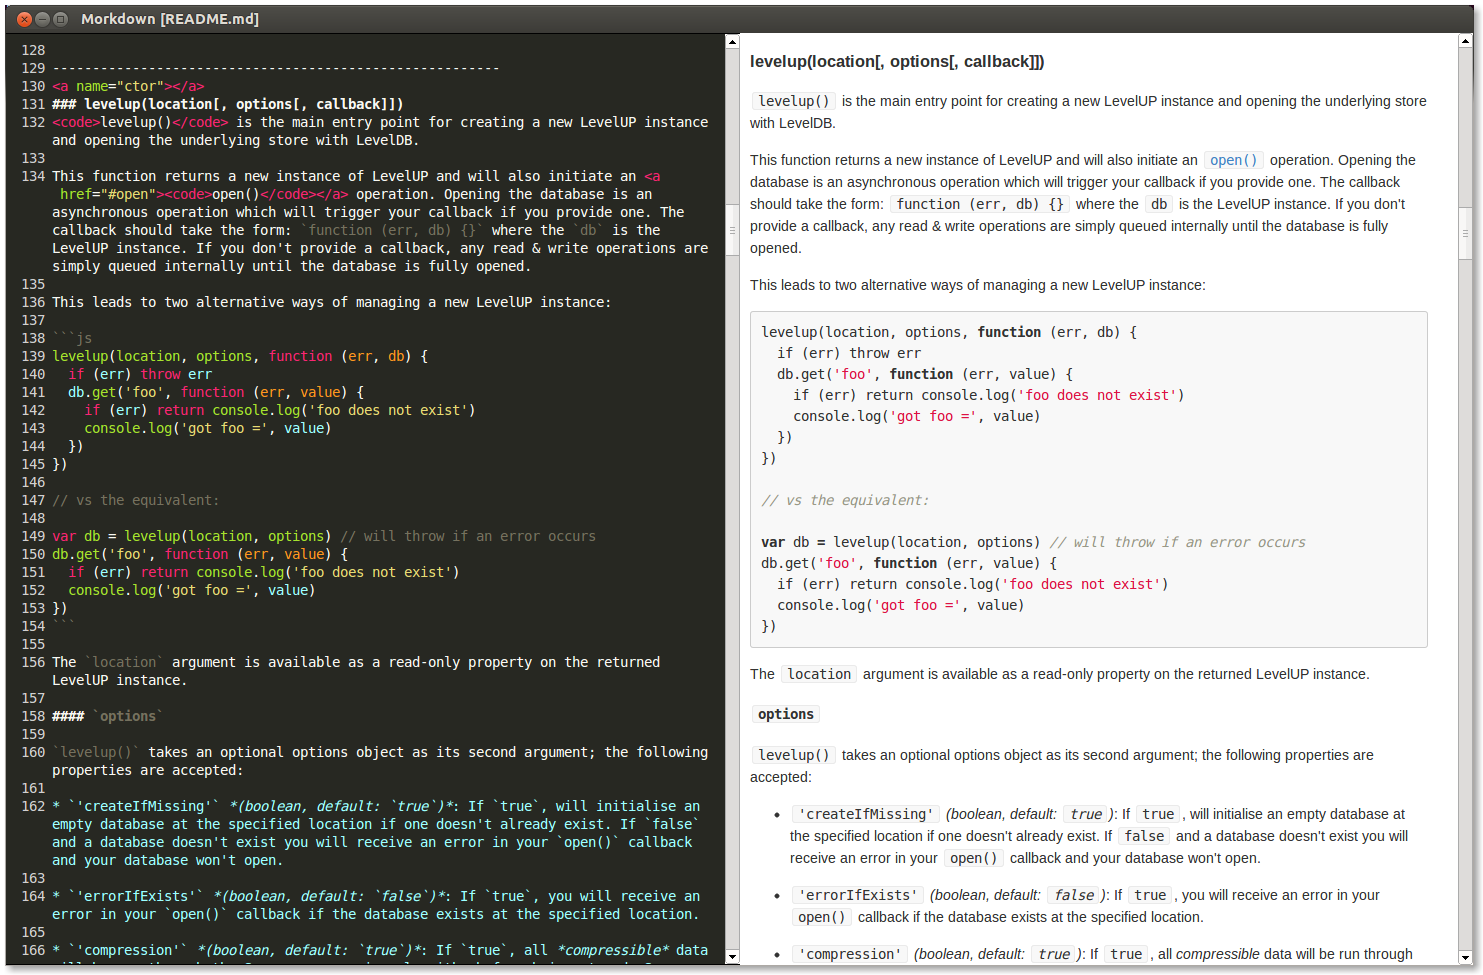 Morkdown [README.md]
128
129 --------------------------------------------------------
130 <a name="ctor"></a>
131 ### levelup(location[, options[, callback]])
132 <code>levelup()</code> is the main entry point for creating a new LevelUP instance
and opening the underlying store with LevelDB.
133
134 This function returns a new instance of LevelUP and will also initiate an <a
href="#open"><code>open()</code></a> operation. Opening the database is an
asynchronous operation which will trigger your callback if you provide one. The
callback should take the form: `function (err, db) {}` where the `db` is the
LevelUP instance. If you don't provide a callback, any read & write operations are
simply queued internally until the database is fully opened.
135
136 This leads to two alternative ways of managing a new LevelUP instance:
137
138 ```js
139 levelup(location, options, function (err, db) {
140   if (err) throw err
141   db.get('foo', function (err, value) {
142     if (err) return console.log('foo does not exist')
143     console.log('got foo =', value)
144   })
145 })
146
147 // vs the equivalent:
148
149 var db = levelup(location, options) // will throw if an error occurs
150 db.get('foo', function (err, value) {
151   if (err) return console.log('foo does not exist')
152   console.log('got foo =', value)
153 })
154 ```
155
156 The `location` argument is available as a read-only property on the returned
LevelUP instance.
157
158 #### `options`
159
160 `levelup()` takes an optional options object as its second argument; the following
properties are accepted:
161
162 * `'createIfMissing'` *(boolean, default: `true`)*: If `true`, will initialise an
empty database at the specified location if one doesn't already exist. If `false`
and a database doesn't exist you will receive an error in your `open()` callback
and your database won't open.
163
164 * `'errorIfExists'` *(boolean, default: `false`)*: If `true`, you will receive an
error in your `open()` callback if the database exists at the specified location.
165
166 * `'compression'` *(boolean, default: `true`)*: If `true`, all *compressible* data
levelup(location[, options[, callback]])
levelup() is the main entry point for creating a new LevelUP instance and opening the underlying store
with LevelDB.
This function returns a new instance of LevelUP and will also initiate an open() operation. Opening the
database is an asynchronous operation which will trigger your callback if you provide one. The callback
should take the form: function (err, db) {} where the db is the LevelUP instance. If you don't
provide a callback, any read & write operations are simply queued internally until the database is fully
opened.
This leads to two alternative ways of managing a new LevelUP instance:
levelup(location, options, function (err, db) {
  if (err) throw err
  db.get('foo', function (err, value) {
    if (err) return console.log('foo does not exist')
    console.log('got foo =', value)
  })
})
// vs the equivalent:
var db = levelup(location, options) // will throw if an error occurs
db.get('foo', function (err, value) {
  if (err) return console.log('foo does not exist')
  console.log('got foo =', value)
})
The location argument is available as a read-only property on the returned LevelUP instance.
options
levelup() takes an optional options object as its second argument; the following properties are
accepted:
• 'createIfMissing' (boolean, default: true): If true, will initialise an empty database at
the specified location if one doesn't already exist. If false and a database doesn't exist you will
receive an error in your open() callback and your database won't open.
• 'errorIfExists' (boolean, default: false): If true, you will receive an error in your
open() callback if the database exists at the specified location.
• 'compression' (boolean, default: true): If true, all compressible data will be run through